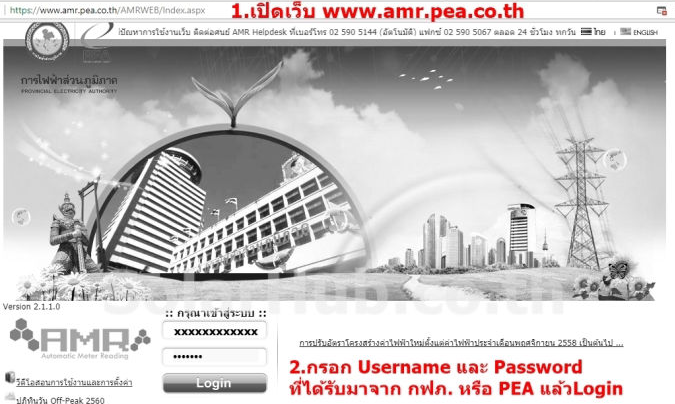 https://www.amr.pea.co.th/AMRWEB/Index.aspx
1.เปิดเว็บ www.amr.pea.co.th
ปัญหาการใช้งานเว็บ ติดต่อศูนย์ AMR Helpdesk ที่เบอร์โทร 02 590 5144 (อัตโนมัติ) แฟกซ์ 02 590 5067 ตลอด 24 ชั่วโมง ทุกวัน ไทย | ENGLISH
การไฟฟ้าส่วนภูมิภาค
PROVINCIAL ELECTRICITY AUTHORITY
Version 2.1.1.0
:: กรุณาเข้าสู่ระบบ ::
AMR
Automatic Meter Reading
xxxxxxxxxxxx
•••••••
Login
การปรับอัตราโครงสร้างค่าไฟฟ้าใหม่ตั้งแต่ค่าไฟฟ้าประจำเดือนพฤศจิกายน 2558 เป็นต้นไป ...
2.กรอก Username และ Password
ที่ได้รับมาจาก กฟภ. หรือ PEA แล้วLogin
วีดีโอสอนการใช้งานและการตั้งค่า
ปฏิทินวัน Off-Peak 2560